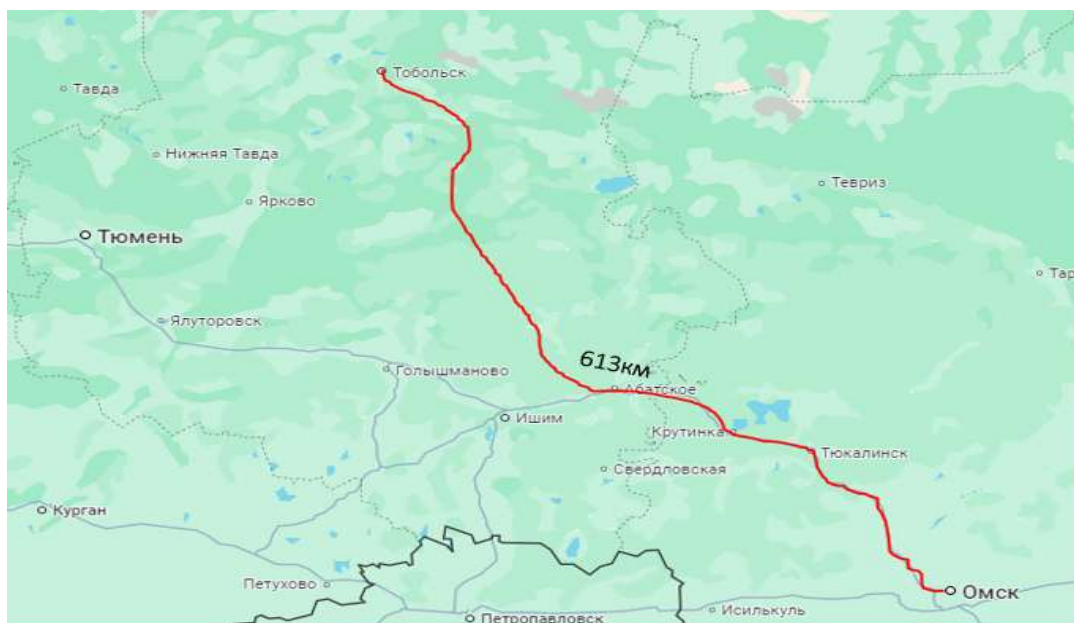 Тобольск
Тавда
Нижняя Тавда
Тевриз
Ярково
Тюмень
Тар
Ялуторовск
613км
Голышманово
Абатское
Ишим
Крутинка
Тюкалинск
Свердловская
Курган
Петухово
Омск
Исилькуль
Петропавловск